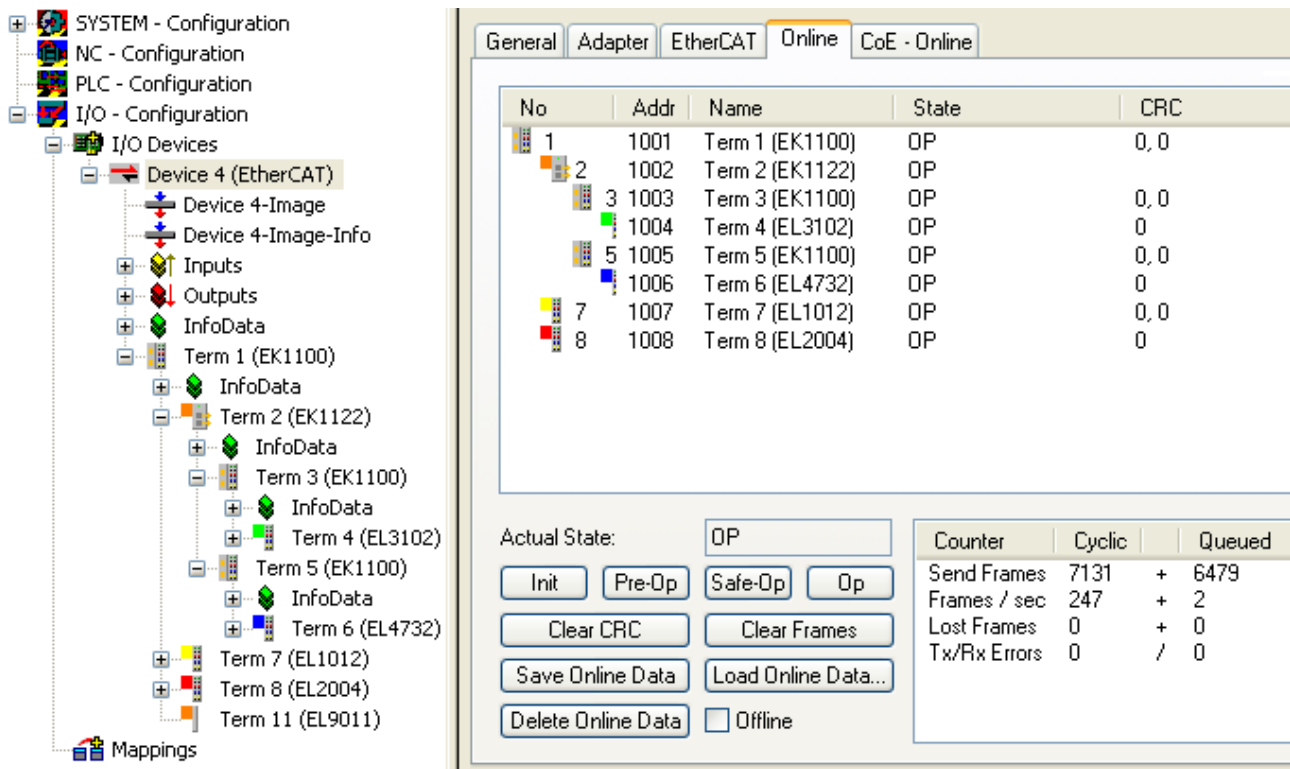 SYSTEM - Configuration
NC - Configuration
PLC - Configuration
I/O - Configuration
I/O Devices
Device 4 (EtherCAT)
Device 4-Image
Device 4-Image-Info
Inputs
Outputs
InfoData
Term 1 (EK1100)
InfoData
Term 2 (EK1122)
InfoData
Term 3 (EK1100)
InfoData
Term 4 (EL3102)
Term 5 (EK1100)
InfoData
Term 6 (EL4732)
Term 7 (EL1012)
Term 8 (EL2004)
Term 11 (EL9011)
Mappings
General Adapter EtherCAT Online CoE - Online
No Addr Name State CRC
1 1001 Term 1 (EK1100) OP 0, 0
2 1002 Term 2 (EK1122) OP
3 1003 Term 3 (EK1100) OP 0, 0
1004 Term 4 (EL3102) OP 0
5 1005 Term 5 (EK1100) OP 0, 0
1006 Term 6 (EL4732) OP 0
7 1007 Term 7 (EL1012) OP 0, 0
8 1008 Term 8 (EL2004) OP 0
Actual State: OP
Init Pre-Op Safe-Op Op
Clear CRC Clear Frames
Save Online Data Load Online Data...
Delete Online Data Offline
Counter Cyclic Queued
Send Frames 7131 + 6479
Frames / sec 247 + 2
Lost Frames 0 + 0
Tx/Rx Errors 0 / 0